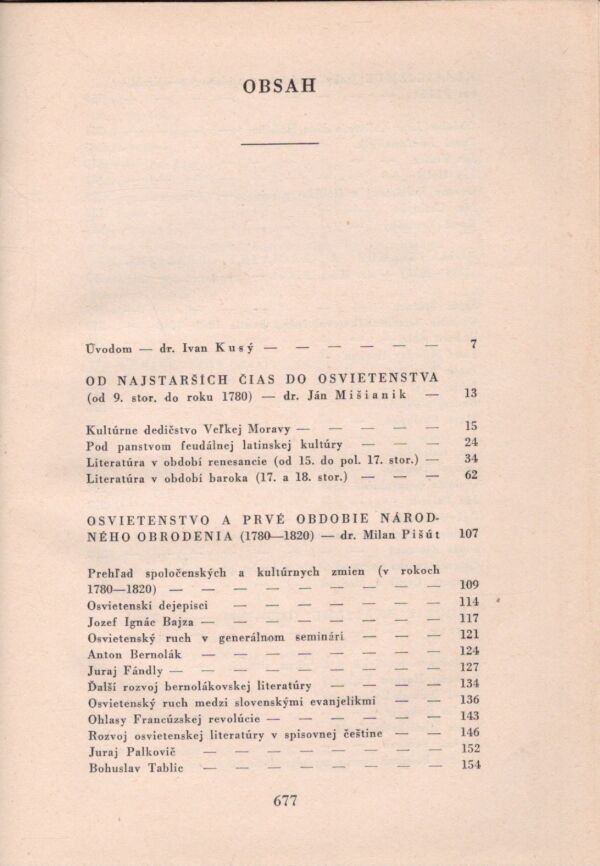 OBSAH
Úvodom — dr. Ivan Kusý — — — — — — 7
OD NAJSTARŠÍCH ČIAS DO OSVIETENSTVA
(od 9. stor. do roku 1780) — dr. Ján Mišianik — 13
Kultúrne dedičstvo Veľkej Moravy — — — — — 15
Pod panstvom feudálnej latinskej kultúry — — — 24
Literatúra v období renesancie (od 15. do pol. 17. stor.) — 34
Literatúra v období baroka (17. a 18. stor.) — — — 62
OSVIETENSTVO A PRVÉ OBDOBIE NÁROD-
NÉHO OBRODENIA (1780—1820) — dr. Milan Pišút 107
Prehľad spoločenských a kultúrnych zmien (v rokoch
1780—1820) — — — — — — — — — 109
Osvietenskí dejepisci — — — — — — — 114
Jozef Ignác Bajza — — — — — — — — 117
Osvietenský ruch v generálnom seminári — — — 121
Anton Bernolák — — — — — — — — 124
Juraj Fándly — — — — — — — — — 127
Ďalší rozvoj bernolákovskej literatúry — — — — 134
Osvietenský ruch medzi slovenskými evanjelikmi — — 136
Ohlasy Francúzskej revolúcie — — — — — — 143
Rozvoj osvietenskej literatúry v spisovnej češtine — — 146
Juraj Palkovič — — — — — — — — 152
Bohuslav Tablic — — — — — — — — 154
677